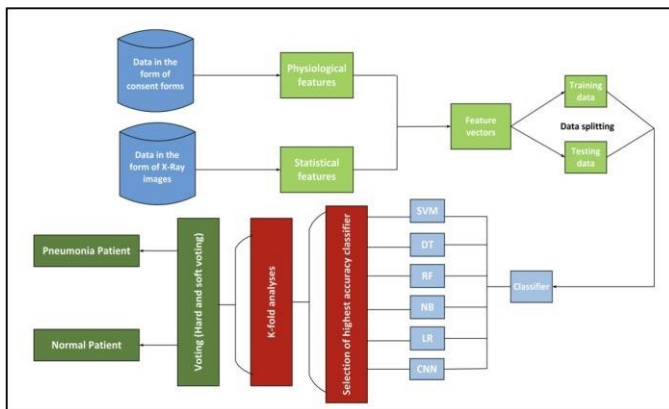 Data in the
form of
consent forms
Physiological
features
Data in the
form of X-Ray
images
Statistical
features
Feature
vectors
Training
data
Data splitting
Testing
data
Classifier
SVM
DT
RF
NB
LR
CNN
Selection of highest accuracy classifier
K-fold analyses
Voting (Hard and soft voting)
Pneumonia Patient
Normal Patient